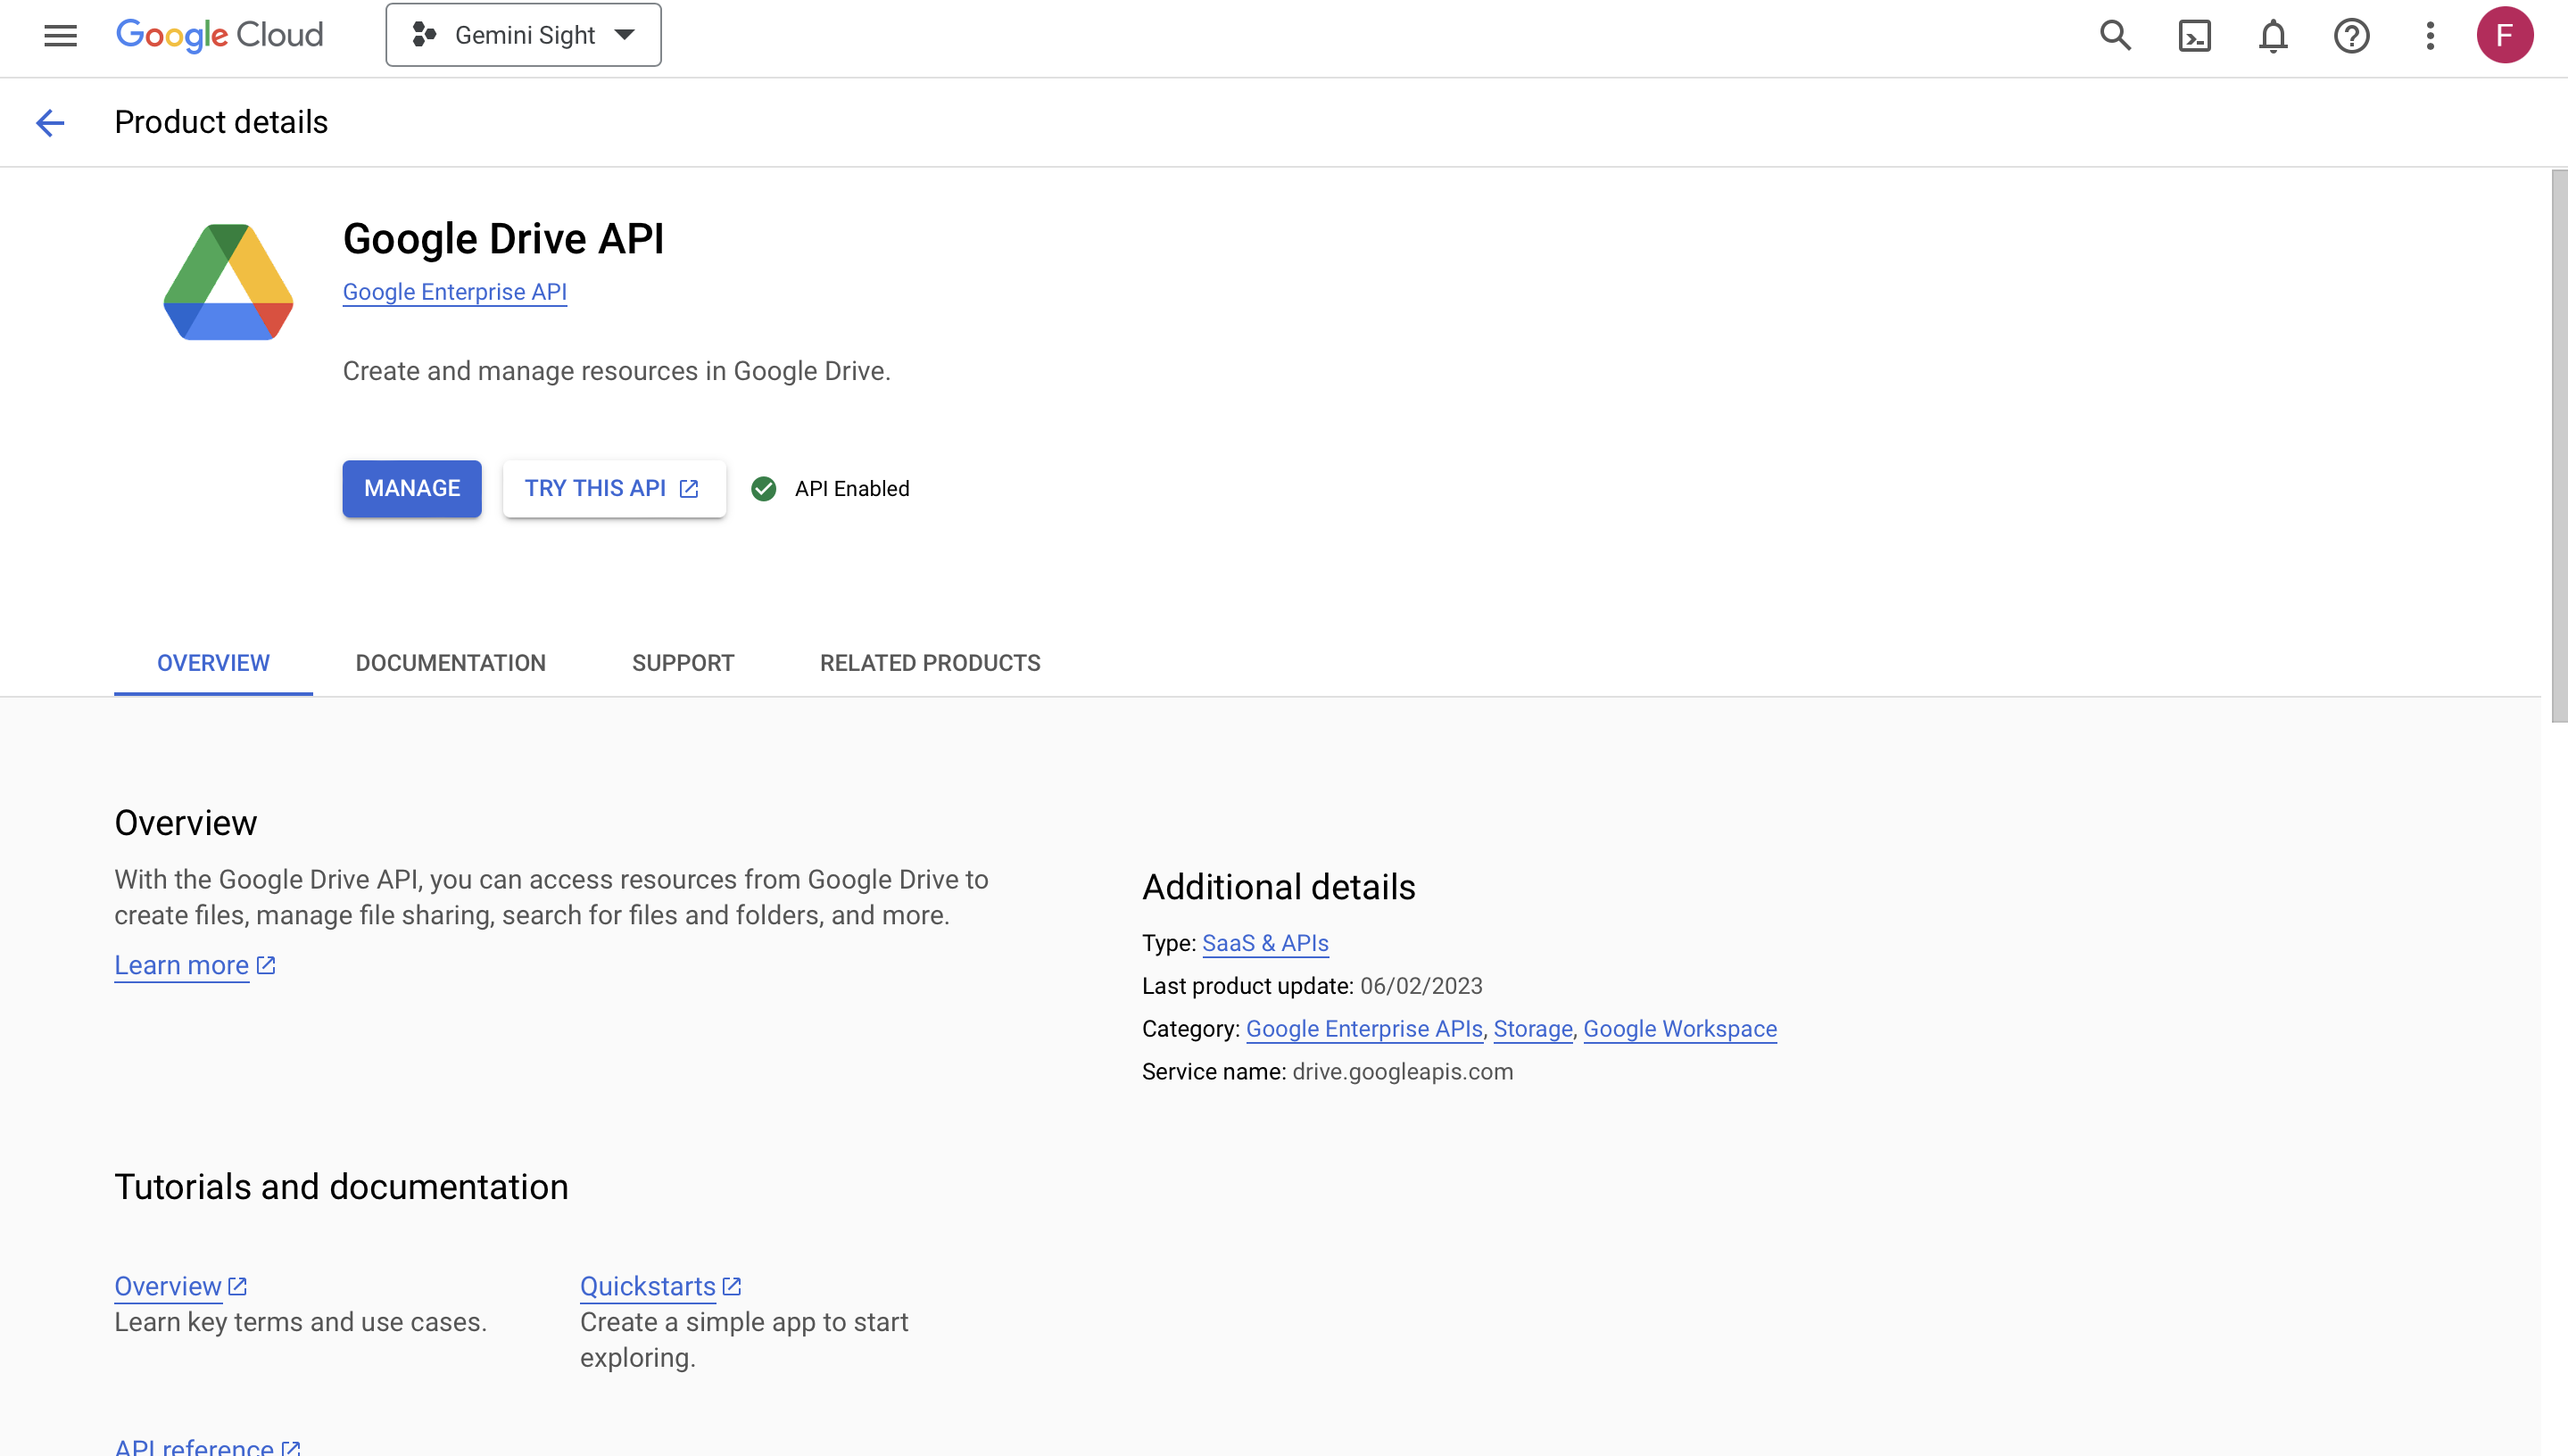 Google Cloud
Gemini Sight
F
Product details
Google Drive API
Google Enterprise API
Create and manage resources in Google Drive.
MANAGE
TRY THIS API
API Enabled
OVERVIEW
DOCUMENTATION
SUPPORT
RELATED PRODUCTS
Overview
With the Google Drive API, you can access resources from Google Drive to
create files, manage file sharing, search for files and folders, and more.
Learn more
Additional details
Type: SaaS & APIs
Last product update: 06/02/2023
Category: Google Enterprise APIs, Storage, Google Workspace
Service name: drive.googleapis.com
Tutorials and documentation
Overview
Learn key terms and use cases.
Quickstarts
Create a simple app to start
exploring.
API reference